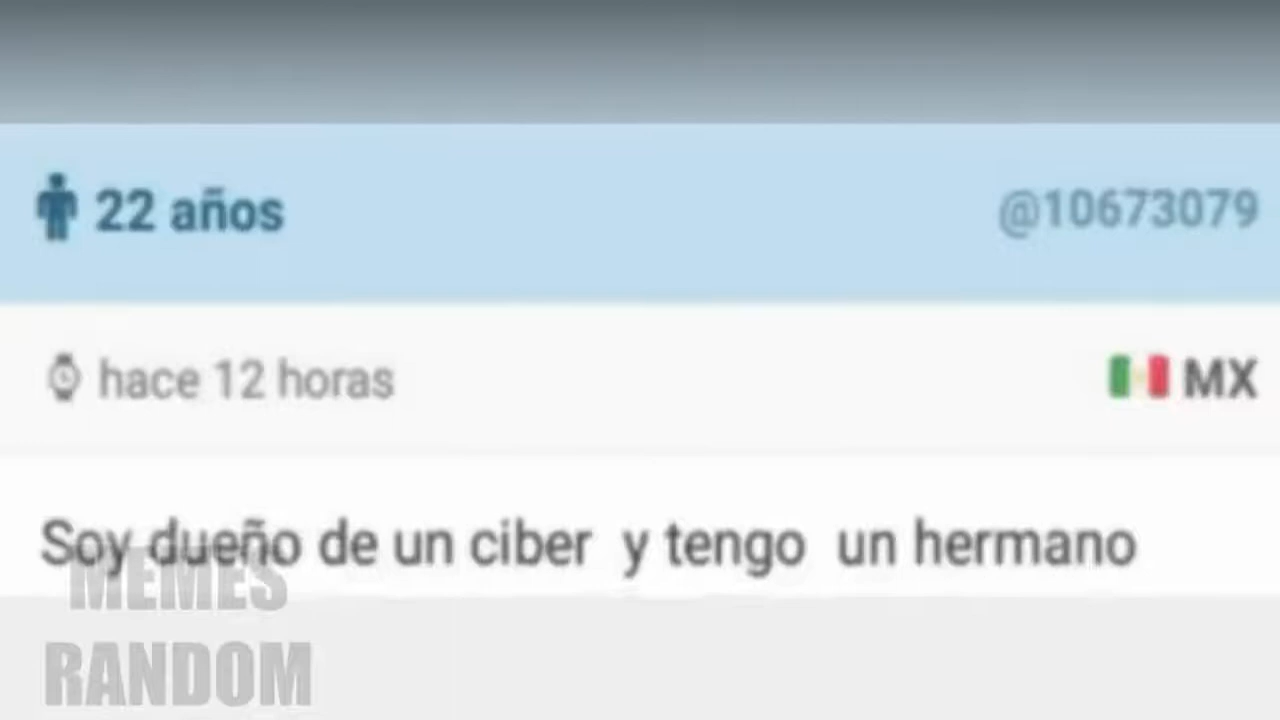 22 años @10673079
hace 12 horas MX
Soy dueño de un ciber y tengo un hermano
MEMES
RANDOM